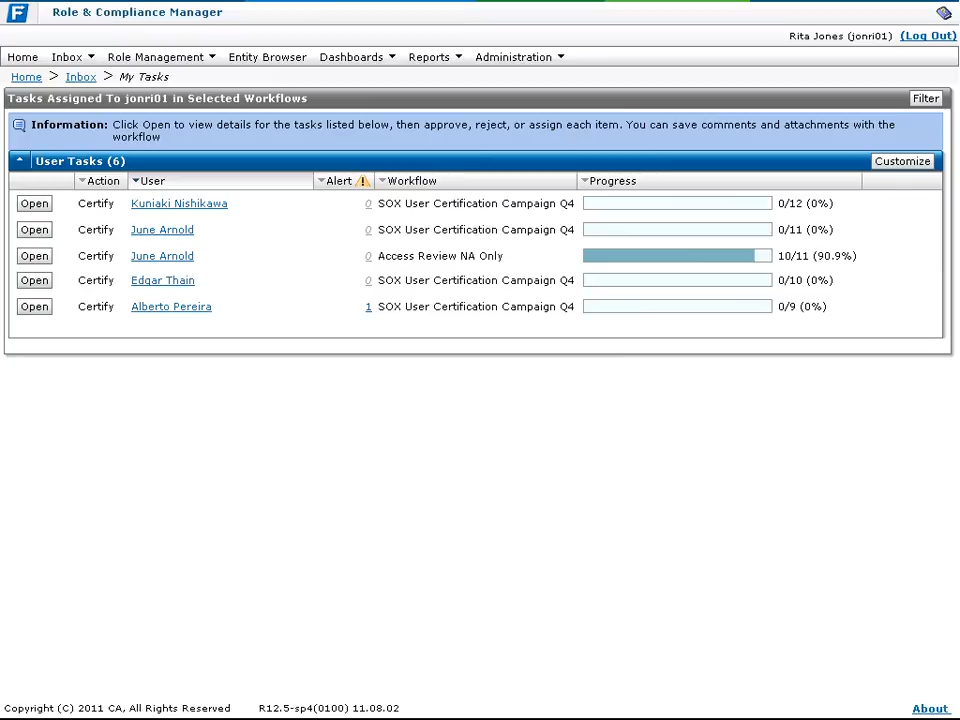 F Role & Compliance Manager
Rita Jones (jonri01) (Log Out)
Home Inbox Role Management Entity Browser Dashboards Reports Administration
Home > Inbox > My Tasks
Tasks Assigned To jonri01 in Selected Workflows Filter
Information: Click Open to view details for the tasks listed below, then approve, reject, or assign each item. You can save comments and attachments with the
workflow
User Tasks (6) Customize
Action User Alert Workflow Progress
Open Certify Kuniaki Nishikawa 0 SOX User Certification Campaign Q4 0/12 (0%)
Open Certify June Arnold 0 SOX User Certification Campaign Q4 0/11 (0%)
Open Certify June Arnold 0 Access Review NA Only 10/11 (90.9%)
Open Certify Edgar Thain 0 SOX User Certification Campaign Q4 0/10 (0%)
Open Certify Alberto Pereira 1 SOX User Certification Campaign Q4 0/9 (0%)
Copyright (C) 2011 CA, All Rights Reserved R12.5-sp4(0100) 11.08.02 About